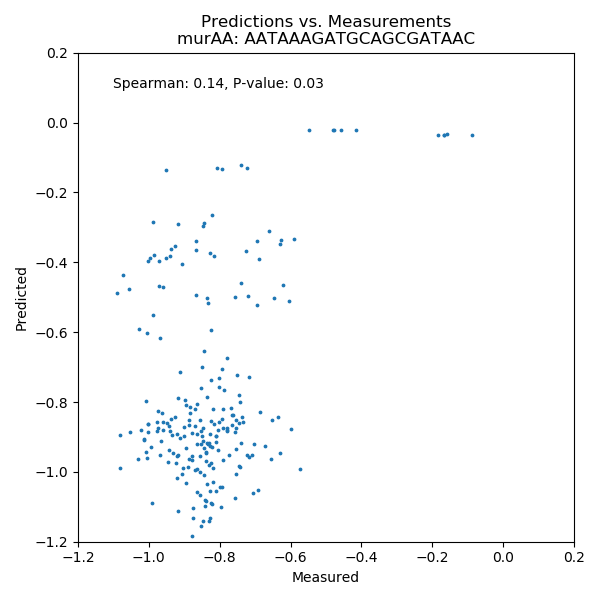 Predictions vs. Measurements
murAA: AATAAAGATGCAGCGATAAC
Spearman: 0.14, P-value: 0.03
0.2
0.0
−0.2
−0.4
−0.6
−0.8
−1.0
−1.2
Predicted
−1.2 −1.0 −0.8 −0.6 −0.4 −0.2 0.0 0.2
Measured